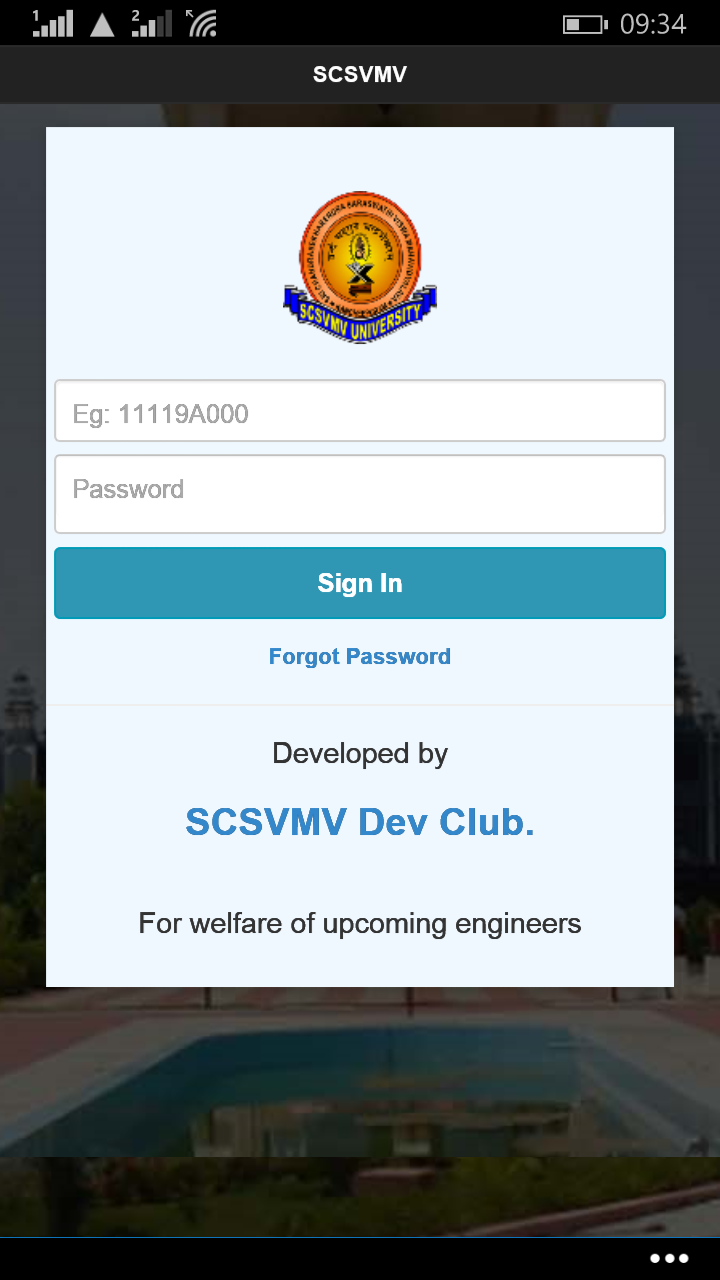 1
2
09:34
SCSVMV
SCSVMV UNIVERSITY
Eg: 11119A000
Password
Sign In
Forgot Password
Developed by
SCSVMV Dev Club.
For welfare of upcoming engineers